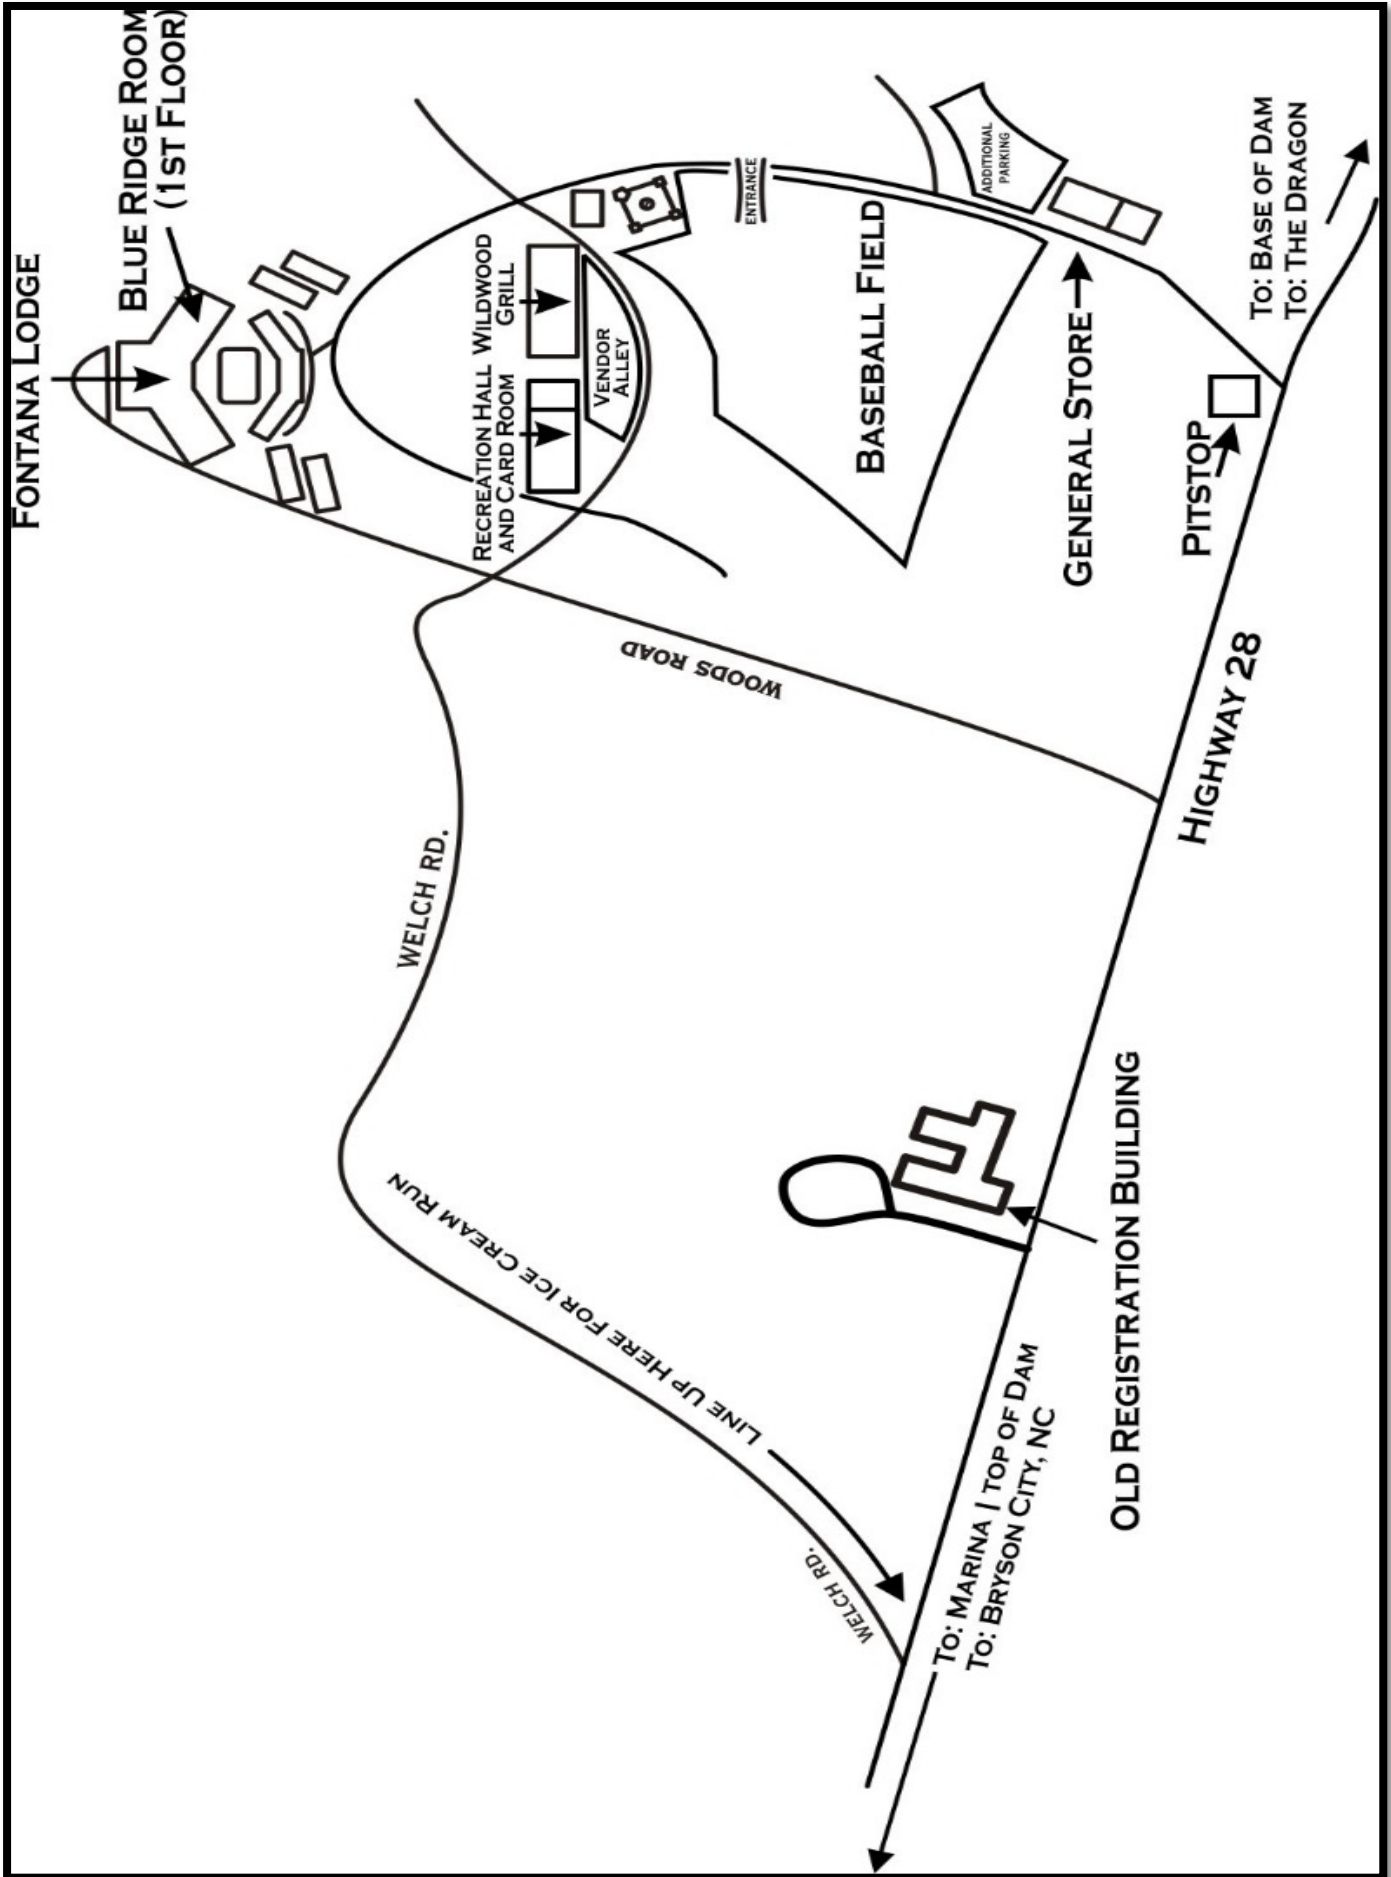 FONTANA LODGE
BLUE RIDGE ROOM
(1ST FLOOR)
RECREATION HALL
AND CARD ROOM
WILDWOOD
GRILL
VENDOR
ALLEY
ENTRANCE
BASEBALL FIELD
ADDITIONAL
PARKING
GENERAL STORE
PITSTOP
TO: BASE OF DAM
TO: THE DRAGON
WOODS ROAD
HIGHWAY 28
WELCH RD.
LINE UP HERE FOR ICE CREAM RUN
WELCH RD.
OLD REGISTRATION BUILDING
TO: MARINA | TOP OF DAM
TO: BRYSON CITY, NC